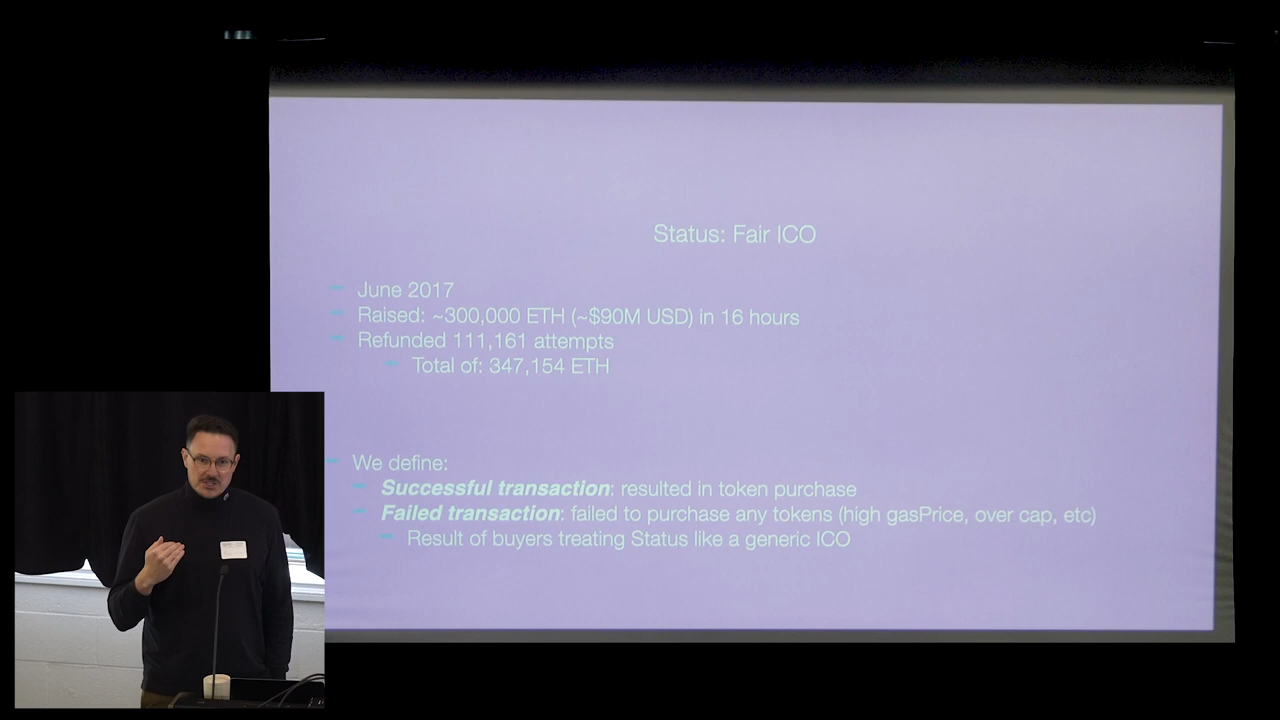 Status: Fair ICO
June 2017
Raised: ~300,000 ETH (~$90M USD) in 16 hours
Refunded 111,161 attempts
Total of: 347,154 ETH
We define:
Successful transaction: resulted in token purchase
Failed transaction: failed to purchase any tokens (high gasPrice, over cap, etc)
Result of buyers treating Status like a generic ICO